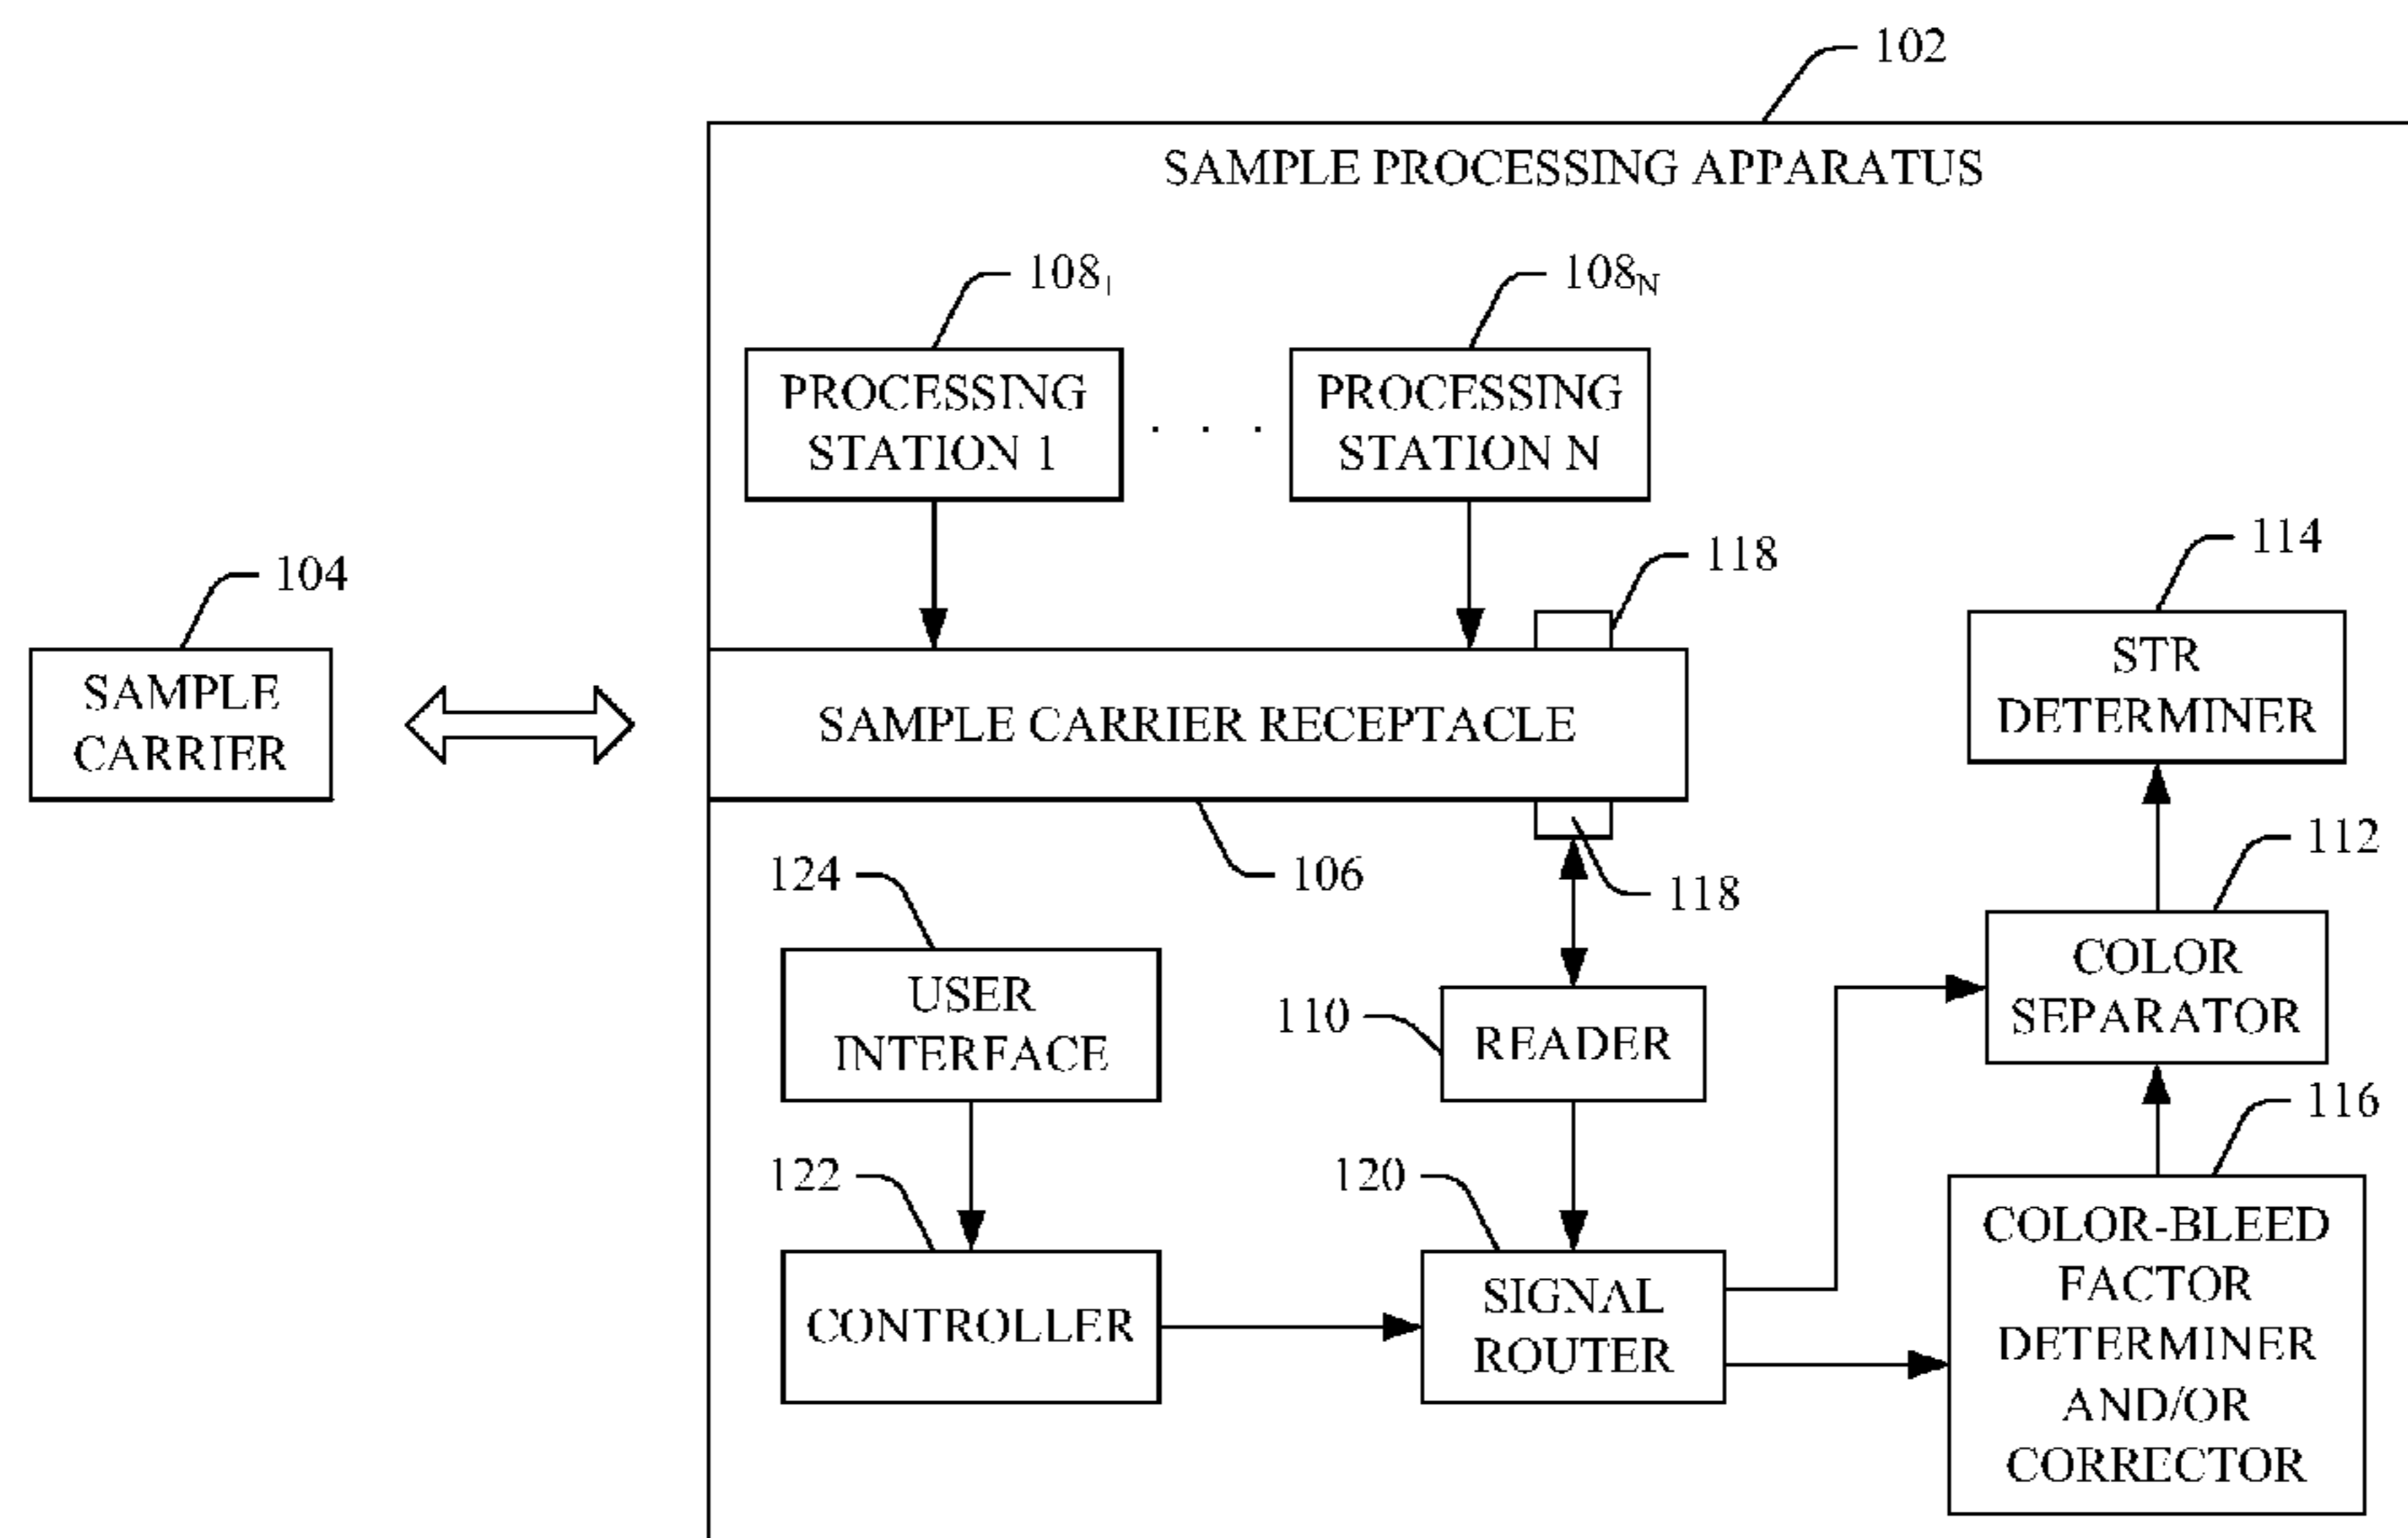 102
SAMPLE PROCESSING APPARATUS
108₁
108N
PROCESSING
STATION 1
. . .
PROCESSING
STATION N
104
118
114
SAMPLE
CARRIER
SAMPLE CARRIER RECEPTACLE
STR
DETERMINER
124
106
118
112
USER
INTERFACE
110
READER
COLOR
SEPARATOR
122
120
116
CONTROLLER
SIGNAL
ROUTER
COLOR-BLEED
FACTOR
DETERMINER
AND/OR
CORRECTOR